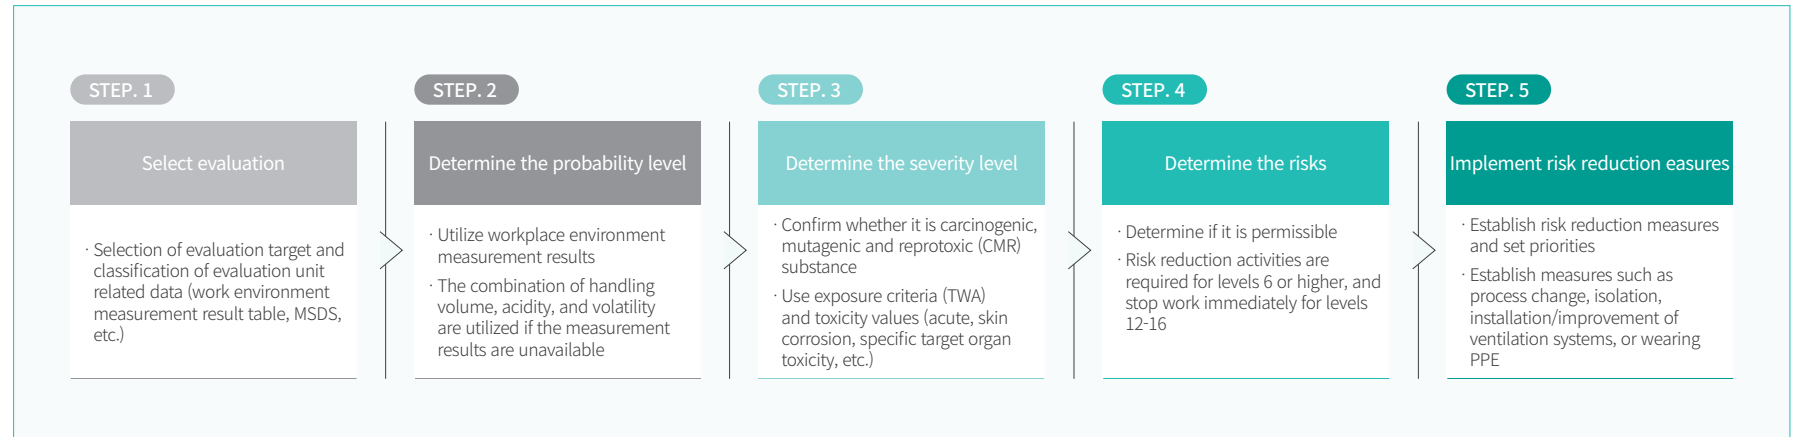 STEP. 1
Select evaluation
· Selection of evaluation target and
classification of evaluation unit
related data (work environment
measurement result table, MSDS,
etc.)
STEP. 2
Determine the probability level
· Utilize workplace environment
measurement results
· The combination of handling
volume, acidity, and volatility
are utilized if the measurement
results are unavailable
STEP. 3
Determine the severity level
· Confirm whether it is carcinogenic,
mutagenic and reprotoxic (CMR)
substance
· Use exposure criteria (TWA)
and toxicity values (acute, skin
corrosion, specific target organ
toxicity, etc.)
STEP. 4
Determine the risks
· Determine if it is permissible
· Risk reduction activities are
required for levels 6 or higher, and
stop work immediately for levels
12-16
STEP. 5
Implement risk reduction easures
· Establish risk reduction measures
and set priorities
· Establish measures such as
process change, isolation,
installation/improvement of
ventilation systems, or wearing
PPE